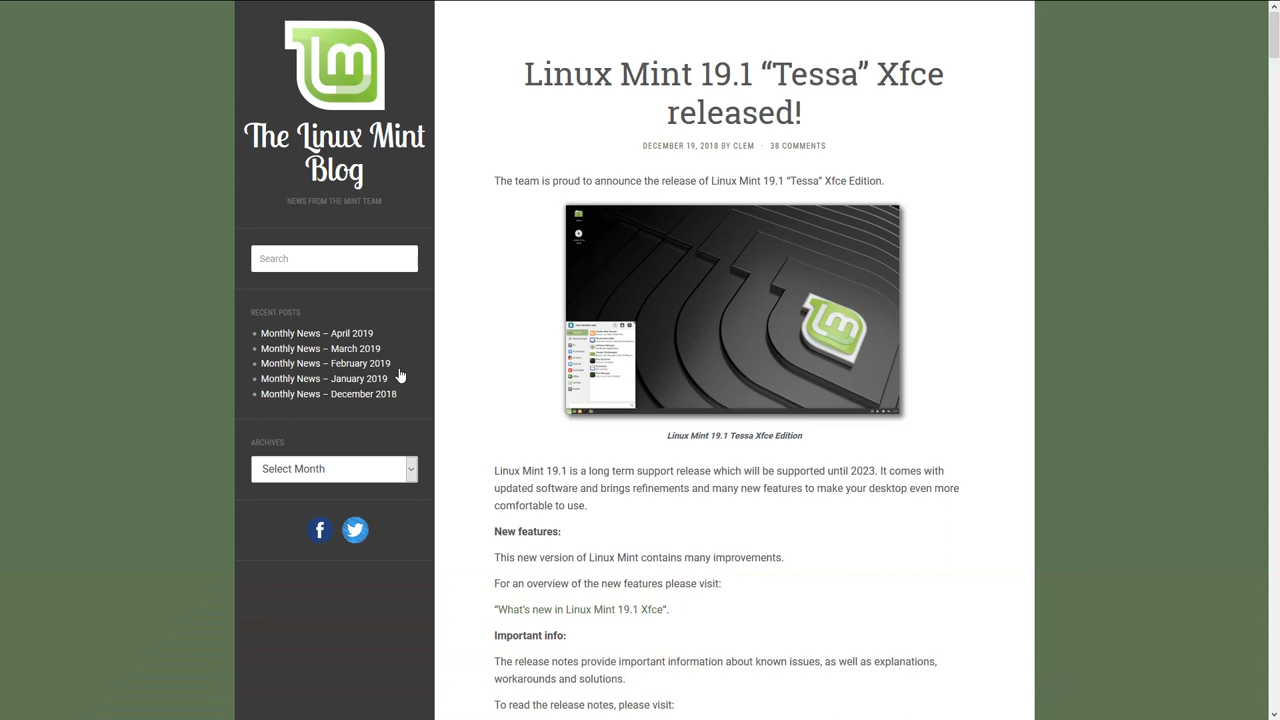 lm
The Linux Mint
Blog
NEWS FROM THE MINT TEAM
Search
RECENT POSTS
Monthly News – April 2019
Monthly News – March 2019
Monthly News – February 2019
Monthly News – January 2019
Monthly News – December 2018
ARCHIVES
Select Month
Linux Mint 19.1 “Tessa” Xfce
released!
DECEMBER 19, 2018 BY CLEM · 38 COMMENTS
The team is proud to announce the release of Linux Mint 19.1 “Tessa” Xfce Edition.
Linux Mint 19.1 Tessa Xfce Edition
Linux Mint 19.1 is a long term support release which will be supported until 2023. It comes with
updated software and brings refinements and many new features to make your desktop even more
comfortable to use.
New features:
This new version of Linux Mint contains many improvements.
For an overview of the new features please visit:
“What’s new in Linux Mint 19.1 Xfce“.
Important info:
The release notes provide important information about known issues, as well as explanations,
workarounds and solutions.
To read the release notes, please visit: